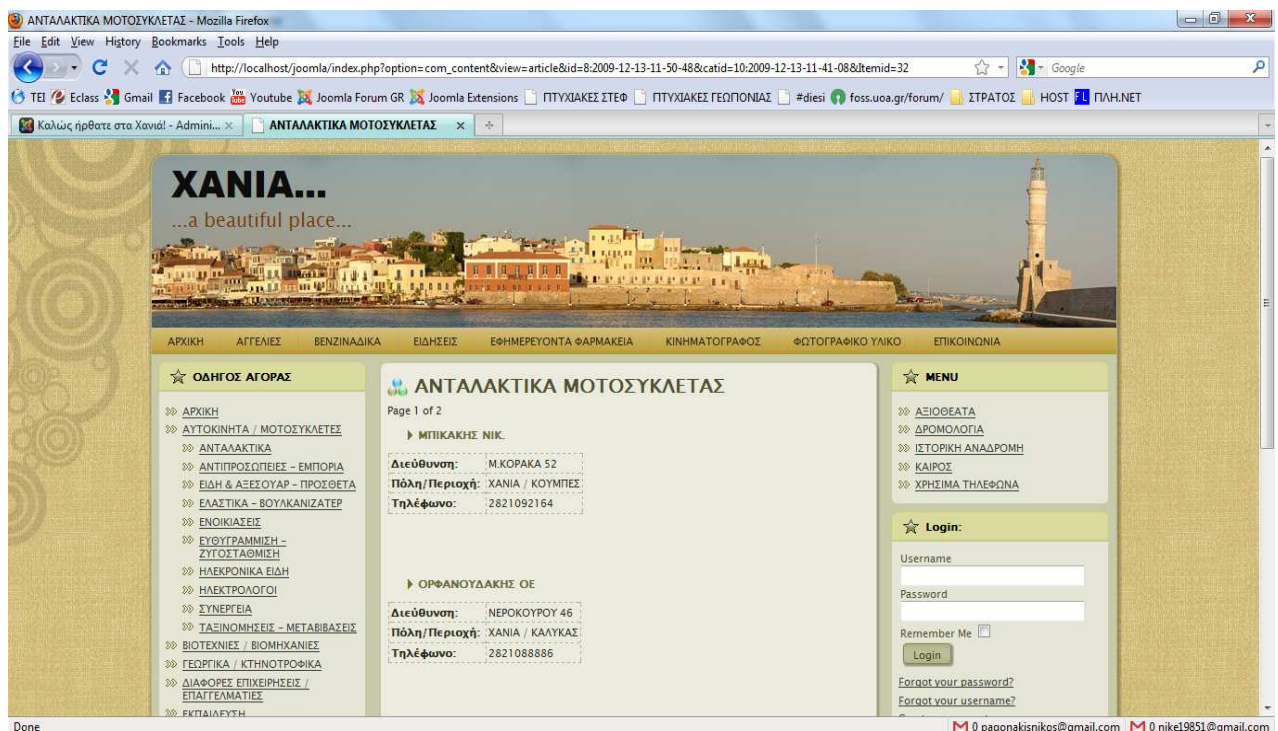 ΑΝΤΑΛΑΚΤΙΚΑ ΜΟΤΟΣΥΚΛΕΤΑΣ - Mozilla Firefox
File Edit View History Bookmarks Tools Help
http://localhost/joomla/index.php?option=com_content&view=article&id=8:2009-12-13-11-50-48&catid=10:2009-12-13-11-41-08&Itemid=32
Google
TEI Eclass Gmail Facebook Youtube Joomla Forum GR Joomla Extensions ΠΤΥΧΙΑΚΕΣ ΣΤΕΦ ΠΤΥΧΙΑΚΕΣ ΓΕΩΠΟΝΙΑΣ #diesi foss.uoa.gr/forum/ ΣΤΡΑΤΟΣ HOST ΠΛΗ.ΝΕΤ
Καλώς ήρθατε στα Χανιά! - Admini... ΑΝΤΑΛΑΚΤΙΚΑ ΜΟΤΟΣΥΚΛΕΤΑΣ
XANIA...
...a beautiful place...
ΑΡΧΙΚΗ ΑΓΓΕΛΙΕΣ ΒΕΝΖΙΝΑΔΙΚΑ ΕΙΔΗΣΕΙΣ ΕΦΗΜΕΡΕΥΟΝΤΑ ΦΑΡΜΑΚΕΙΑ ΚΙΝΗΜΑΤΟΓΡΑΦΟΣ ΦΩΤΟΓΡΑΦΙΚΟ ΥΛΙΚΟ ΕΠΙΚΟΙΝΩΝΙΑ
ΟΔΗΓΟΣ ΑΓΟΡΑΣ
ΑΡΧΙΚΗ
ΑΥΤΟΚΙΝΗΤΑ / ΜΟΤΟΣΥΚΛΕΤΕΣ
ΑΝΤΑΛΑΚΤΙΚΑ
ΑΝΤΙΠΡΟΣΩΠΕΙΕΣ – ΕΜΠΟΡΙΑ
ΕΙΔΗ & ΑΞΕΣΟΥΑΡ – ΠΡΟΣΘΕΤΑ
ΕΛΑΣΤΙΚΑ – ΒΟΥΛΚΑΝΙΖΑΤΕΡ
ΕΝΟΙΚΙΑΣΕΙΣ
ΕΥΘΥΓΡΑΜΜΙΣΗ –
ΖΥΓΟΣΤΑΘΜΙΣΗ
ΗΛΕΚΡΟΝΙΚΑ ΕΙΔΗ
ΗΛΕΚΤΡΟΛΟΓΟΙ
ΣΥΝΕΡΓΕΙΑ
ΤΑΞΙΝΟΜΗΣΕΙΣ – ΜΕΤΑΒΙΒΑΣΕΙΣ
ΒΙΟΤΕΧΝΙΕΣ / ΒΙΟΜΗΧΑΝΙΕΣ
ΓΕΩΡΓΙΚΑ / ΚΤΗΝΟΤΡΟΦΙΚΑ
ΔΙΑΦΟΡΕΣ ΕΠΙΧΕΙΡΗΣΕΙΣ /
ΕΠΑΓΓΕΛΜΑΤΙΕΣ
ΕΚΠΑΙΔΕΥΣΗ
ΑΝΤΑΛΑΚΤΙΚΑ ΜΟΤΟΣΥΚΛΕΤΑΣ
Page 1 of 2
ΜΠΙΚΑΚΗΣ ΝΙΚ.
Διεύθυνση: Μ.ΚΟΡΑΚΑ 52
Πόλη/Περιοχή: ΧΑΝΙΑ / ΚΟΥΜΠΕΣ
Τηλέφωνο: 2821092164
ΟΡΦΑΝΟΥΔΑΚΗΣ ΟΕ
Διεύθυνση: ΝΕΡΟΚΟΥΡΟΥ 46
Πόλη/Περιοχή: ΧΑΝΙΑ / ΚΑΛΥΚΑΣ
Τηλέφωνο: 2821088886
MENU
ΑΞΙΟΘΕΑΤΑ
ΔΡΟΜΟΛΟΓΙΑ
ΙΣΤΟΡΙΚΗ ΑΝΑΔΡΟΜΗ
ΚΑΙΡΟΣ
ΧΡΗΣΙΜΑ ΤΗΛΕΦΩΝΑ
Login:
Username
Password
Remember Me
Login
Forgot your password?
Forgot your username?
Done
0 pagonakisnikos@gmail.com 0 nike19851@gmail.com